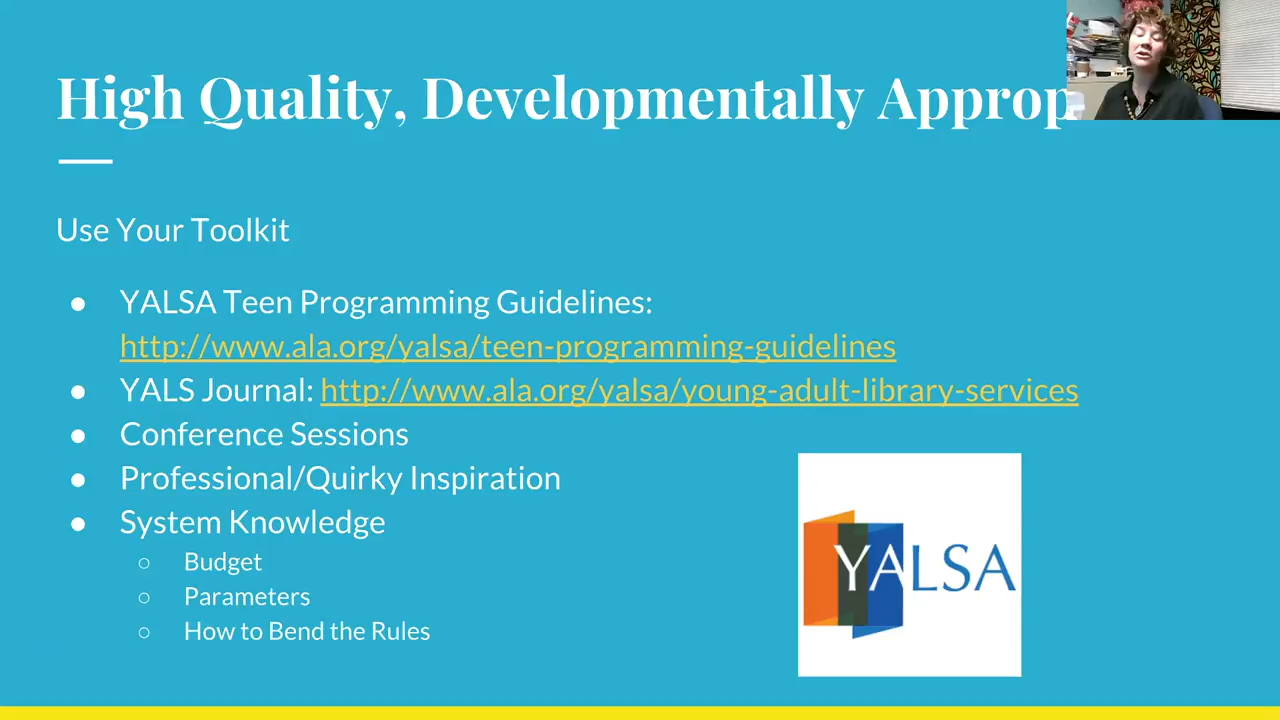 High Quality, Developmentally Approp
Use Your Toolkit
● YALSA Teen Programming Guidelines:
http://www.ala.org/yalsa/teen-programming-guidelines
● YALS Journal: http://www.ala.org/yalsa/young-adult-library-services
● Conference Sessions
● Professional/Quirky Inspiration
● System Knowledge
○ Budget
○ Parameters
○ How to Bend the Rules
YALSA